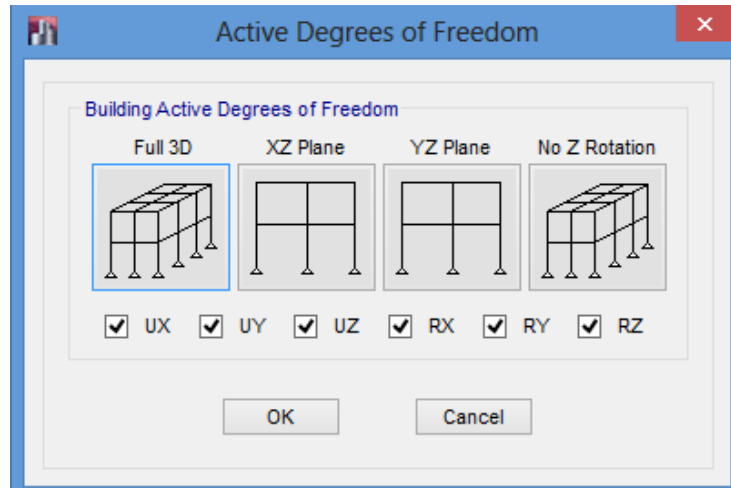 Active Degrees of Freedom
Building Active Degrees of Freedom
Full 3D XZ Plane YZ Plane No Z Rotation
UX UY UZ RX RY RZ
OK Cancel